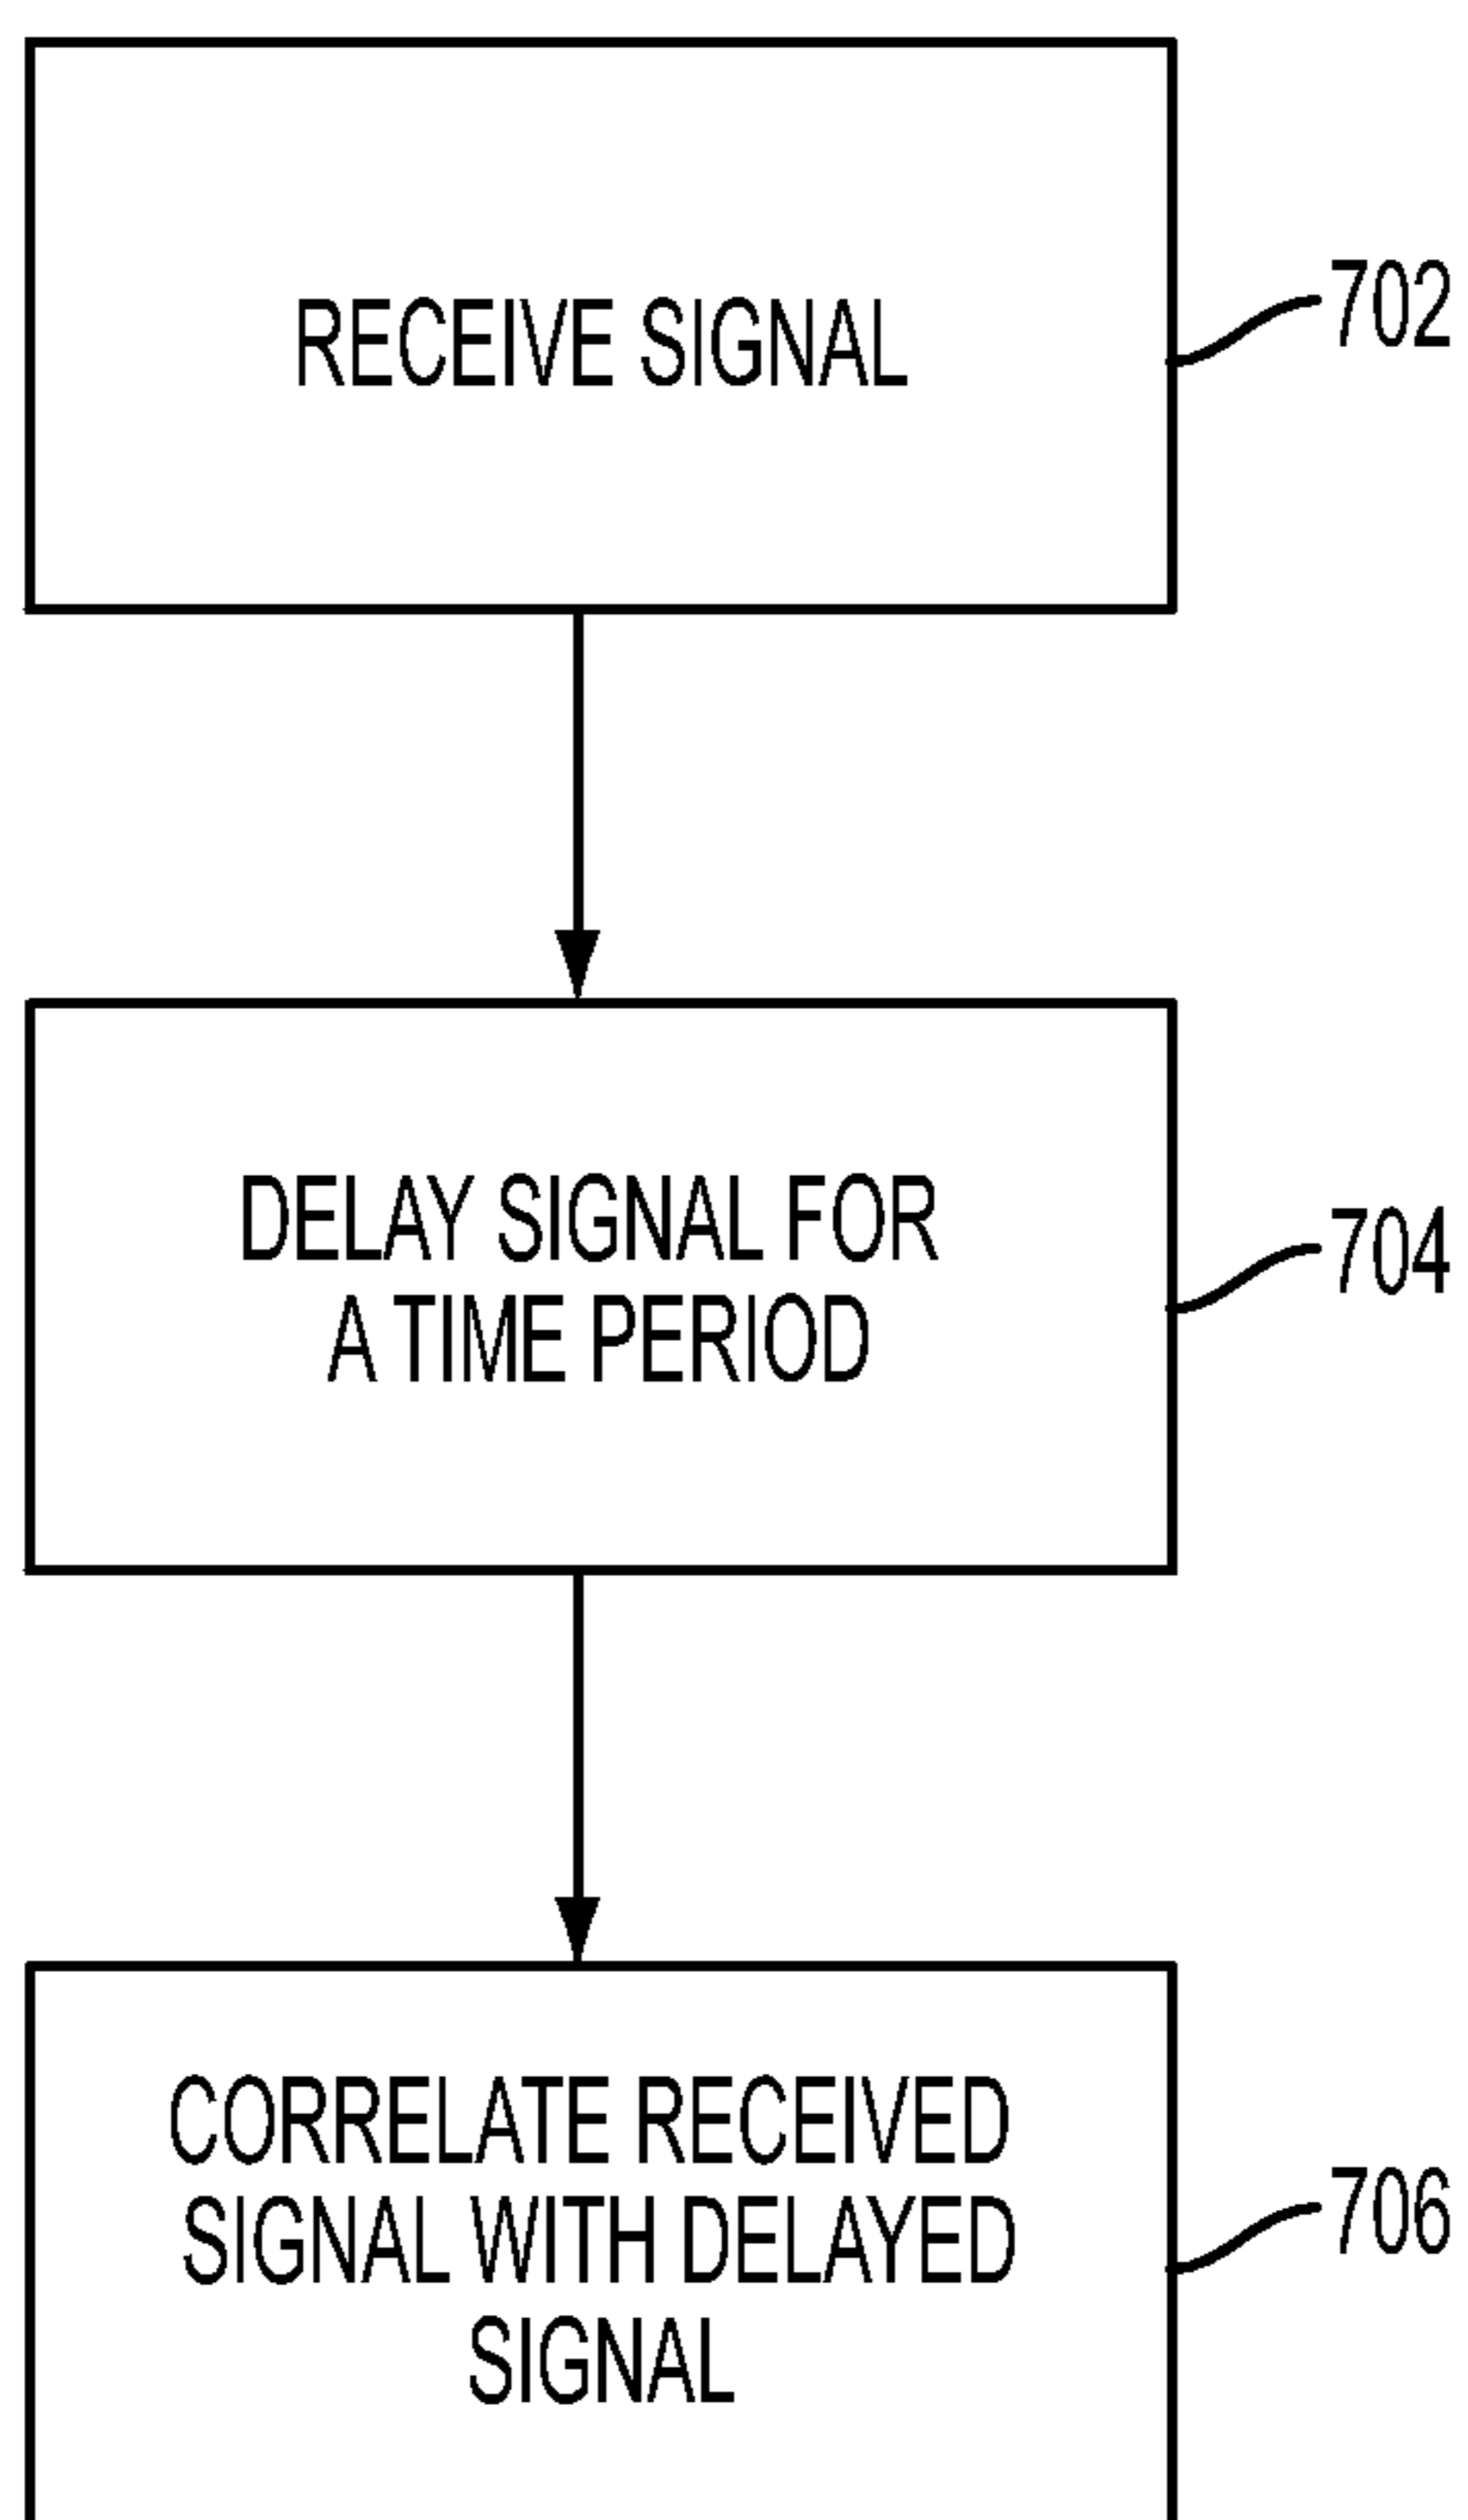 RECEIVE SIGNAL
702
DELAY SIGNAL FOR
A TIME PERIOD
704
CORRELATE RECEIVED
SIGNAL WITH DELAYED
SIGNAL
706